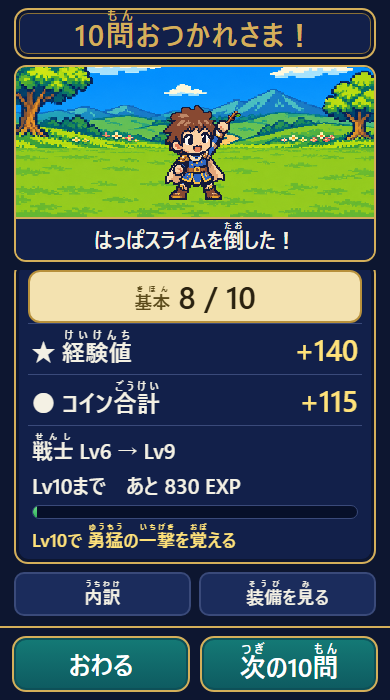 10問おつかれさま！
はっぱスライムを倒した！
基本 8 / 10
★ 経験値 +140
● コイン合計 +115
戦士 Lv6 → Lv9
Lv10まで　あと 830 EXP
Lv10で 勇猛の一撃を覚える
内訳 装備を見る
おわる 次の10問